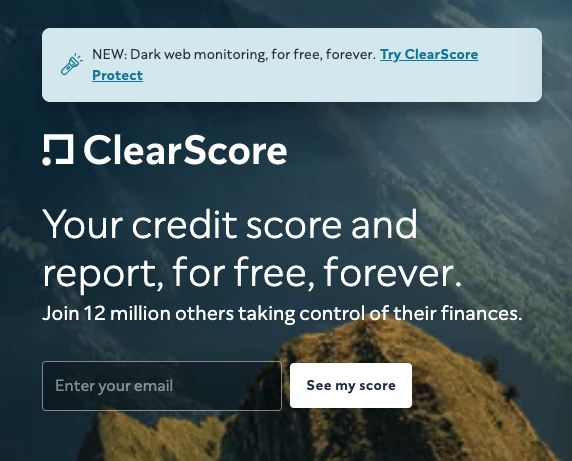 NEW: Dark web monitoring, for free, forever. Try ClearScore
Protect
ClearScore
Your credit score and
report, for free, forever.
Join 12 million others taking control of their finances.
Enter your email
See my score